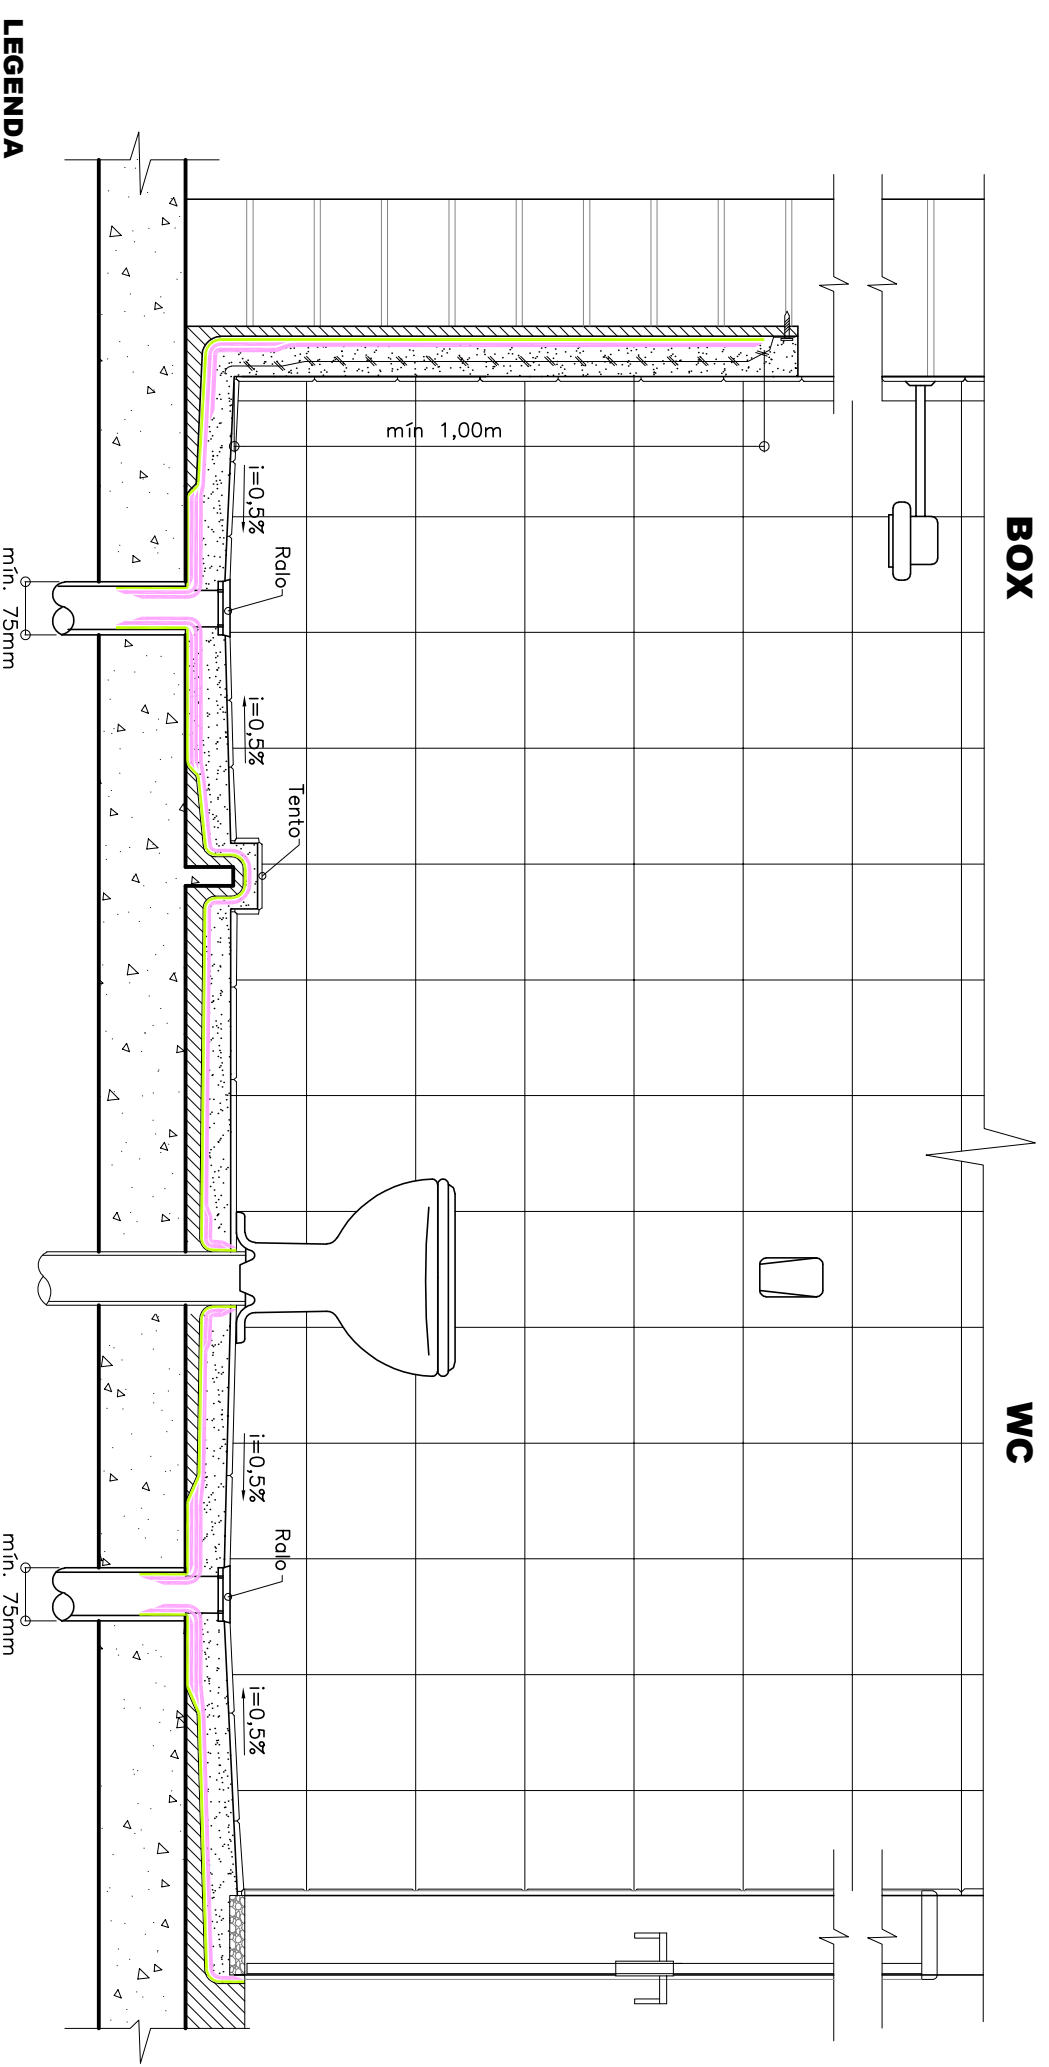 BOX
WC
mín 1,00m
i=0,5%
Ralo
i=0,5%
Tento
i=0,5%
Ralo
i=0,5%
mín. 75mm
mín. 75mm
LEGENDA